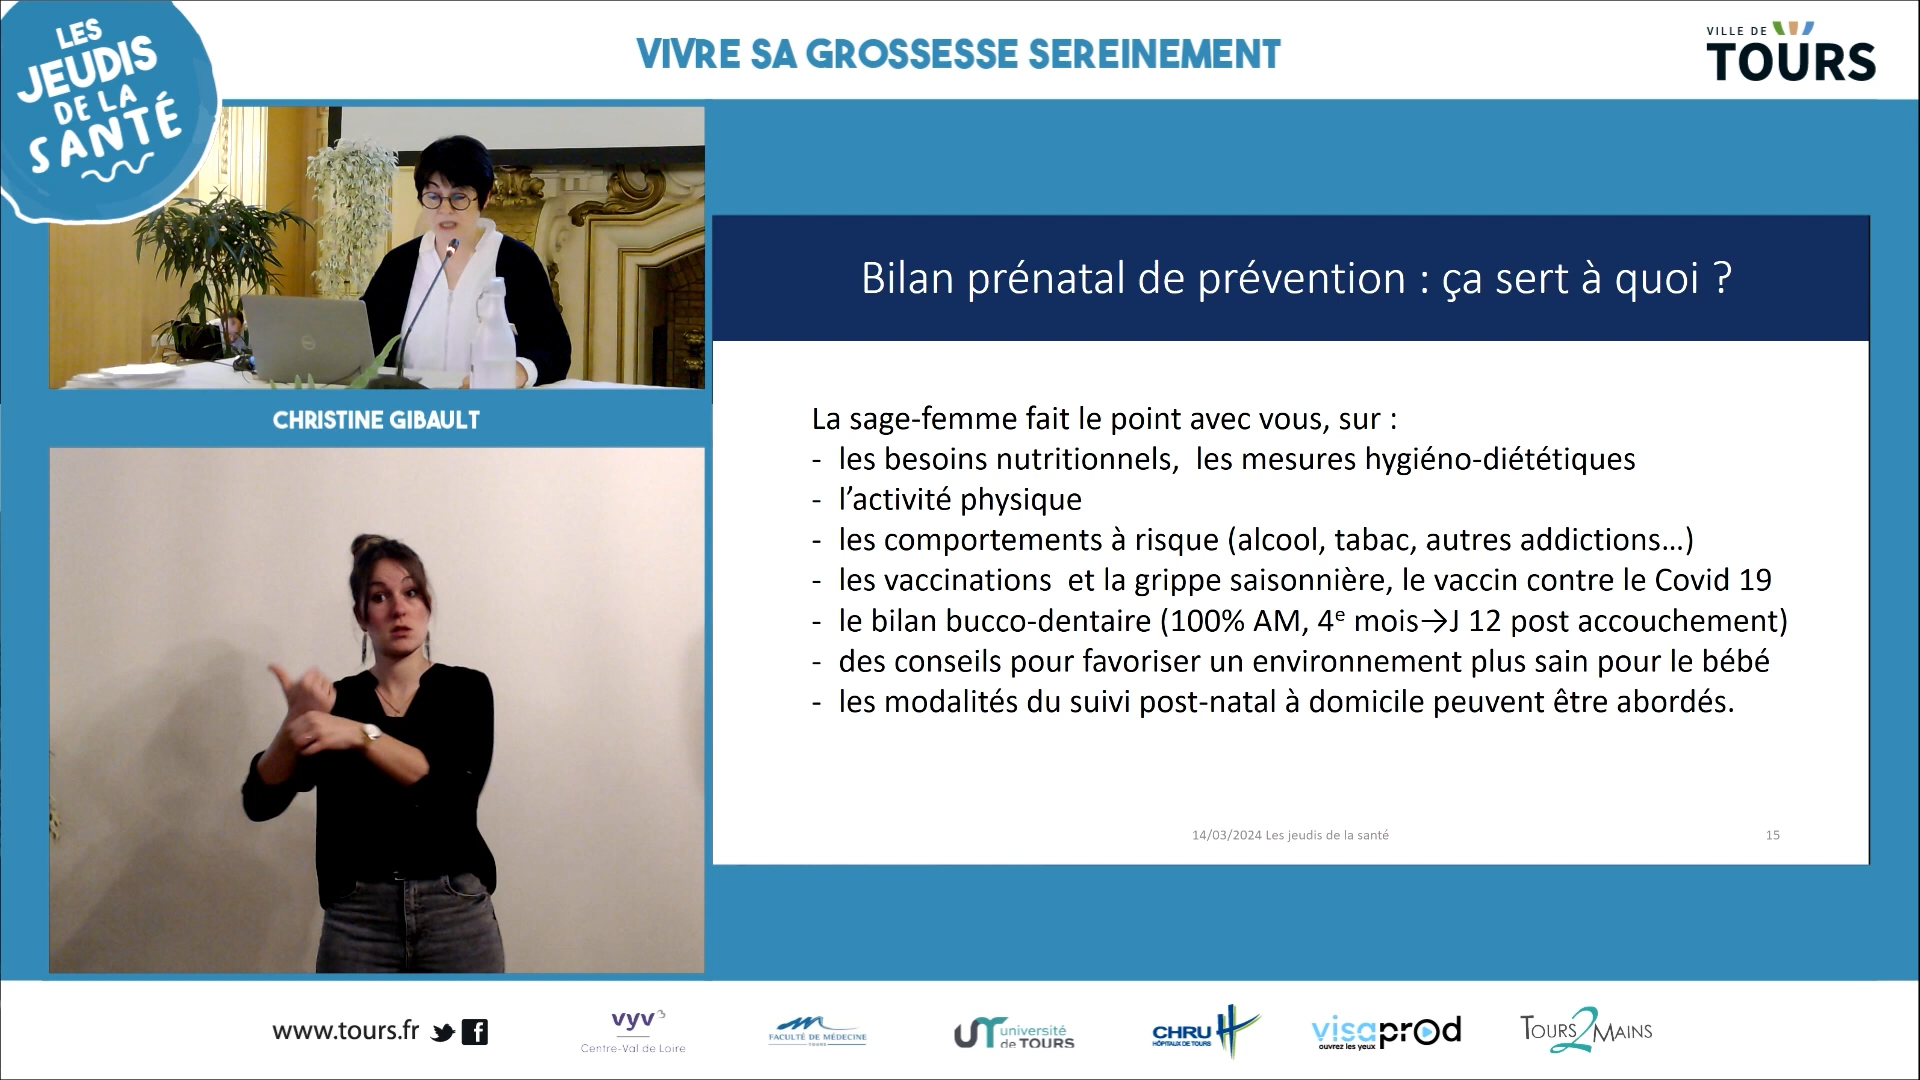 LES
JEUDIS
DE LA
SANTÉ
VIVRE SA GROSSESSE SEREINEMENT
VILLE DE
TOURS
CHRISTINE GIBAULT
Bilan prénatal de prévention : ça sert à quoi ?
La sage-femme fait le point avec vous, sur :
- les besoins nutritionnels,  les mesures hygiéno-diététiques
- l’activité physique
- les comportements à risque (alcool, tabac, autres addictions…)
- les vaccinations  et la grippe saisonnière, le vaccin contre le Covid 19
- le bilan bucco-dentaire (100% AM, 4e mois→J 12 post accouchement)
- des conseils pour favoriser un environnement plus sain pour le bébé
- les modalités du suivi post-natal à domicile peuvent être abordés.
14/03/2024 Les jeudis de la santé
15
www.tours.fr
vyv3
Centre-Val de Loire
FACULTÉ DE MÉDECINE
TOURS
UT université
de TOURS
CHRU
HÔPITAUX DE TOURS
visaprod
ouvrez les yeux
TOURS 2 MAINS